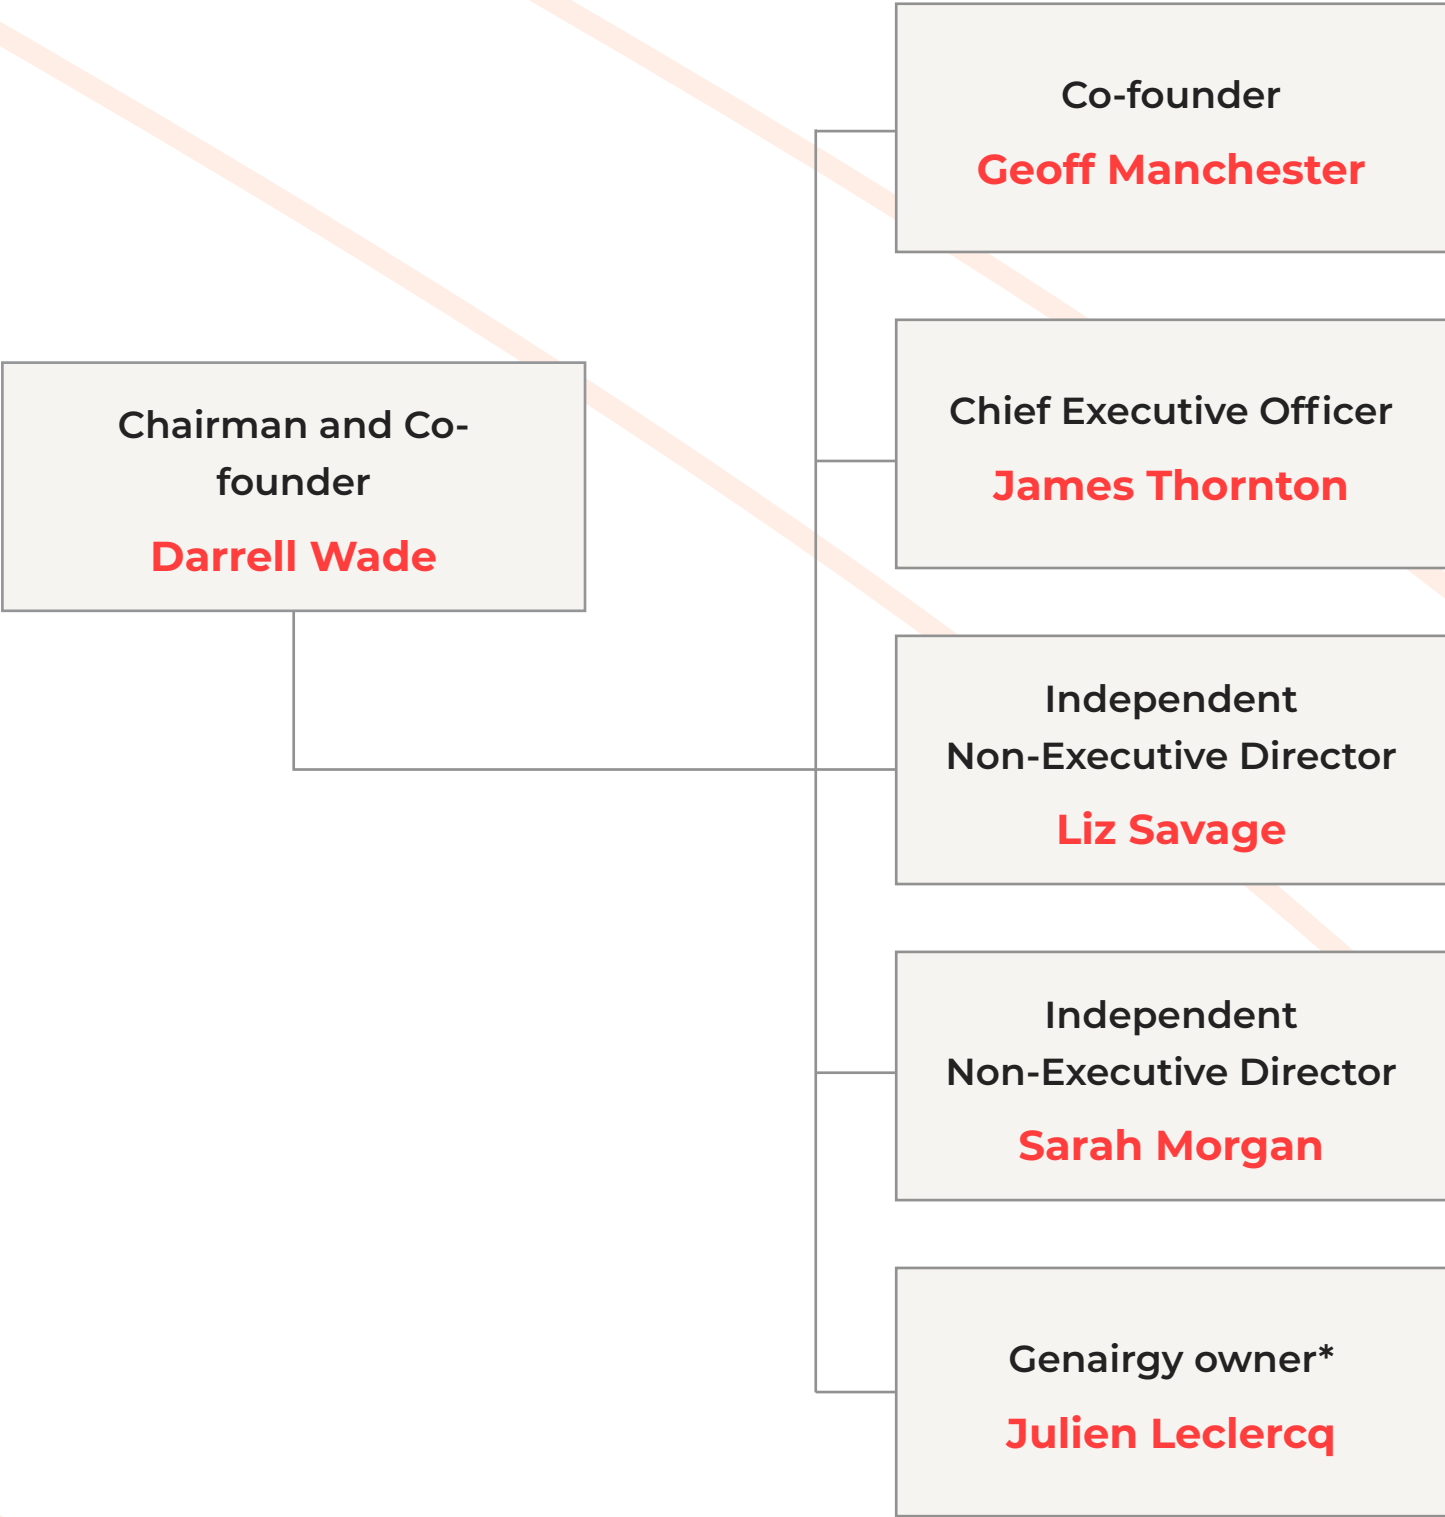 Co-founder
Geoff Manchester
Chief Executive Officer
James Thornton
Chairman and Co-
founder
Darrell Wade
Independent
Non-Executive Director
Liz Savage
Independent
Non-Executive Director
Sarah Morgan
Genairgy owner*
Julien Leclercq